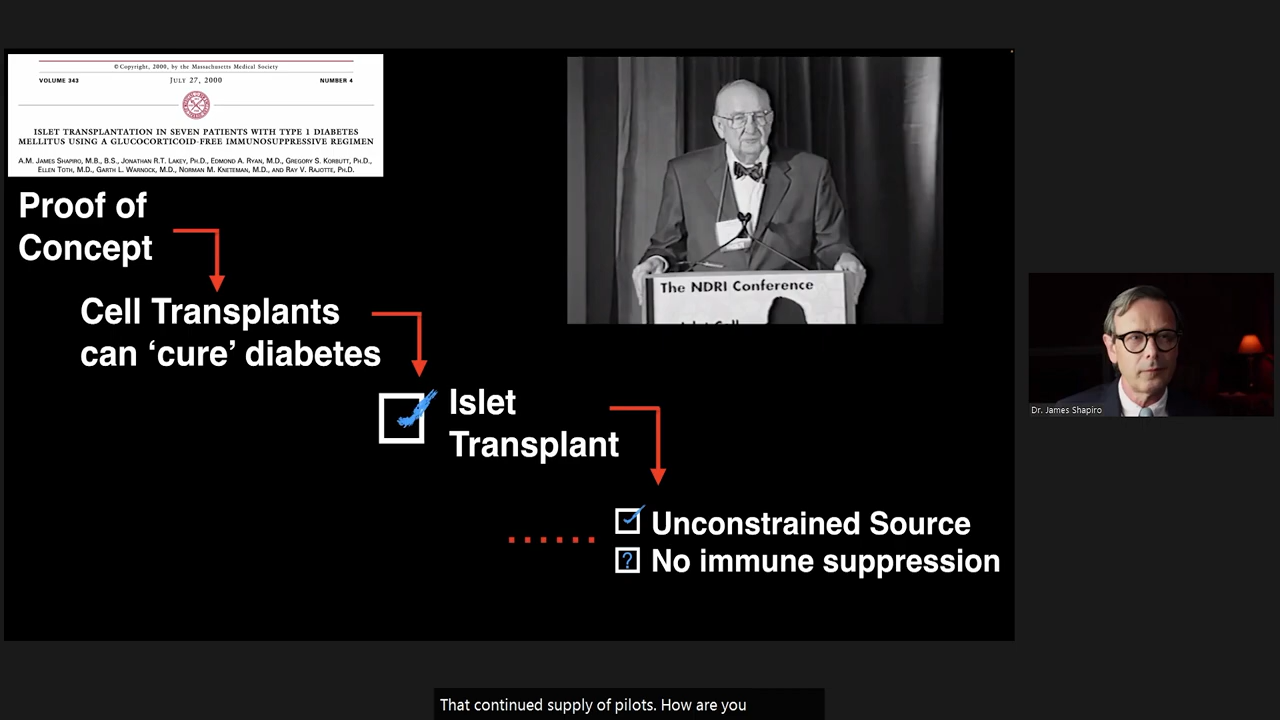 © Copyright, 2000, by the Massachusetts Medical Society
VOLUME 343 JULY 27, 2000 NUMBER 4
ISLET TRANSPLANTATION IN SEVEN PATIENTS WITH TYPE 1 DIABETES
MELLITUS USING A GLUCOCORTICOID-FREE IMMUNOSUPPRESSIVE REGIMEN
A.M. JAMES SHAPIRO, M.B., B.S., JONATHAN R.T. LAKEY, PH.D., EDMOND A. RYAN, M.D., GREGORY S. KORBUTT, PH.D.,
ELLEN TOTH, M.D., GARTH L. WARNOCK, M.D., NORMAN M. KNETEMAN, M.D., AND RAY V. RAJOTTE, PH.D.
Proof of
Concept
Cell Transplants
can ‘cure’ diabetes
Islet
Transplant
Unconstrained Source
? No immune suppression
The NDRI Conference
Dr. James Shapiro
That continued supply of pilots. How are you